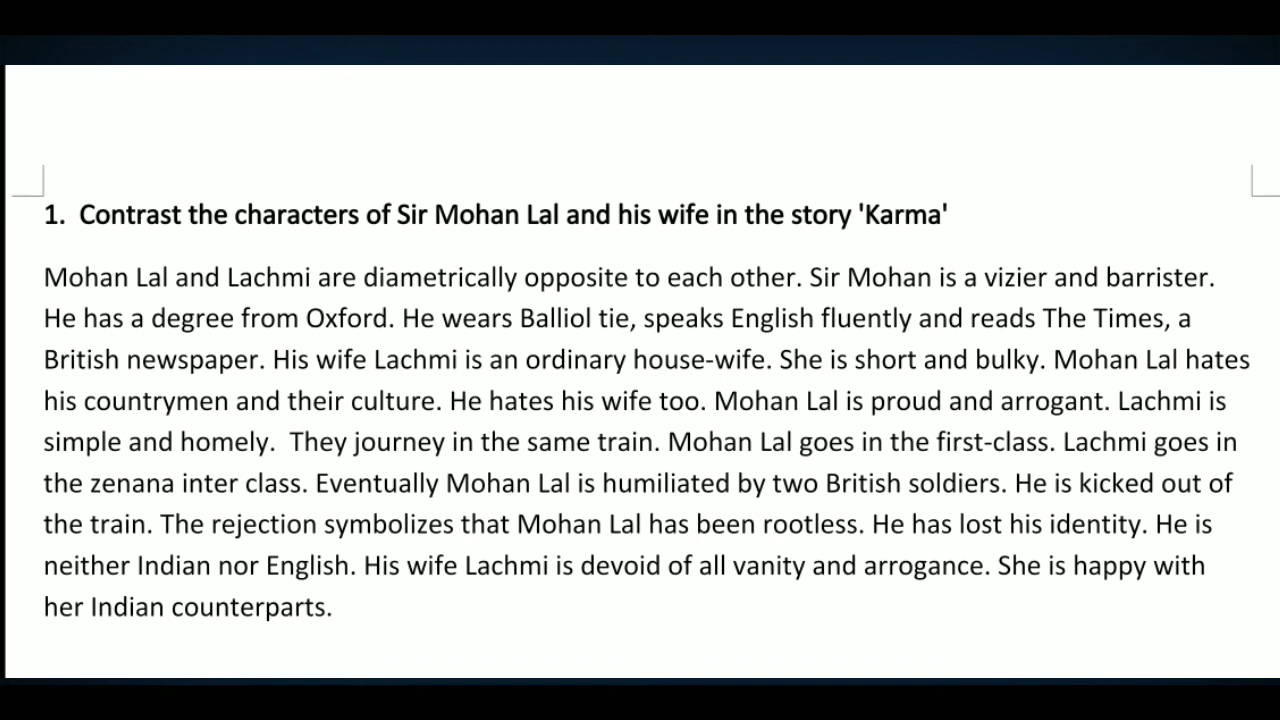 1. Contrast the characters of Sir Mohan Lal and his wife in the story 'Karma'
Mohan Lal and Lachmi are diametrically opposite to each other. Sir Mohan is a vizier and barrister.
He has a degree from Oxford. He wears Balliol tie, speaks English fluently and reads The Times, a
British newspaper. His wife Lachmi is an ordinary house-wife. She is short and bulky. Mohan Lal hates
his countrymen and their culture. He hates his wife too. Mohan Lal is proud and arrogant. Lachmi is
simple and homely.  They journey in the same train. Mohan Lal goes in the first-class. Lachmi goes in
the zenana inter class. Eventually Mohan Lal is humiliated by two British soldiers. He is kicked out of
the train. The rejection symbolizes that Mohan Lal has been rootless. He has lost his identity. He is
neither Indian nor English. His wife Lachmi is devoid of all vanity and arrogance. She is happy with
her Indian counterparts.